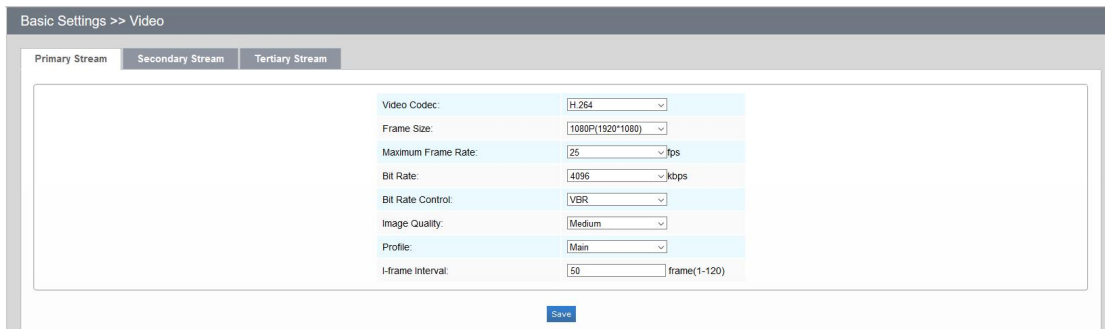 Basic Settings >> Video
Primary Stream Secondary Stream Tertiary Stream
Video Codec: H.264
Frame Size: 1080P(1920*1080)
Maximum Frame Rate: 25 fps
Bit Rate: 4096 kbps
Bit Rate Control: VBR
Image Quality: Medium
Profile: Main
I-frame Interval: 50 frame(1-120)
Save